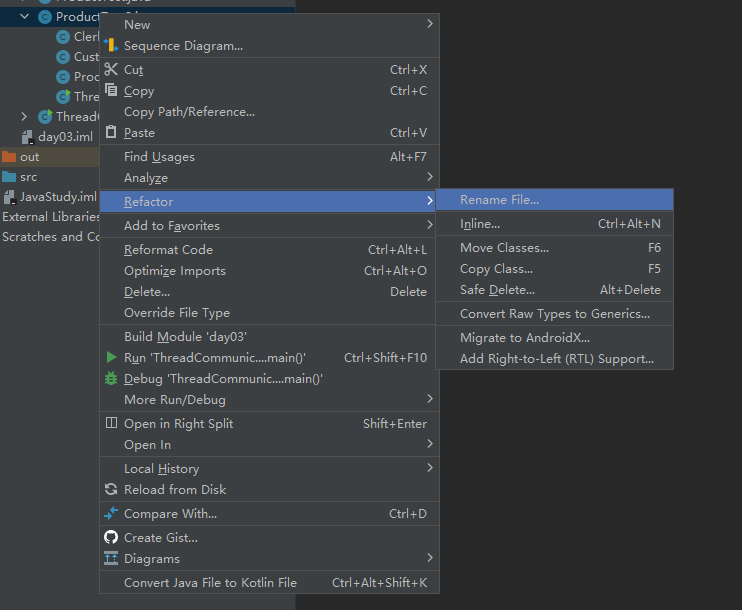 New
Sequence Diagram...
Cut Ctrl+X
Copy Ctrl+C
Copy Path/Reference...
Paste Ctrl+V
Find Usages Alt+F7
Analyze
Refactor
Add to Favorites
Reformat Code Ctrl+Alt+L
Optimize Imports Ctrl+Alt+O
Delete... Delete
Override File Type
Build Module 'day03'
Run 'ThreadCommunic....main()' Ctrl+Shift+F10
Debug 'ThreadCommunic....main()'
More Run/Debug
Open in Right Split Shift+Enter
Open In
Local History
Reload from Disk
Compare With... Ctrl+D
Create Gist...
Diagrams
Convert Java File to Kotlin File Ctrl+Alt+Shift+K
Rename File...
Inline... Ctrl+Alt+N
Move Classes... F6
Copy Class... F5
Safe Delete... Alt+Delete
Convert Raw Types to Generics...
Migrate to AndroidX...
Add Right-to-Left (RTL) Support...
Product
Cler
Cust
Proc
Thre
Thread
day03.iml
out
src
JavaStudy.iml
External Libraries
Scratches and Co